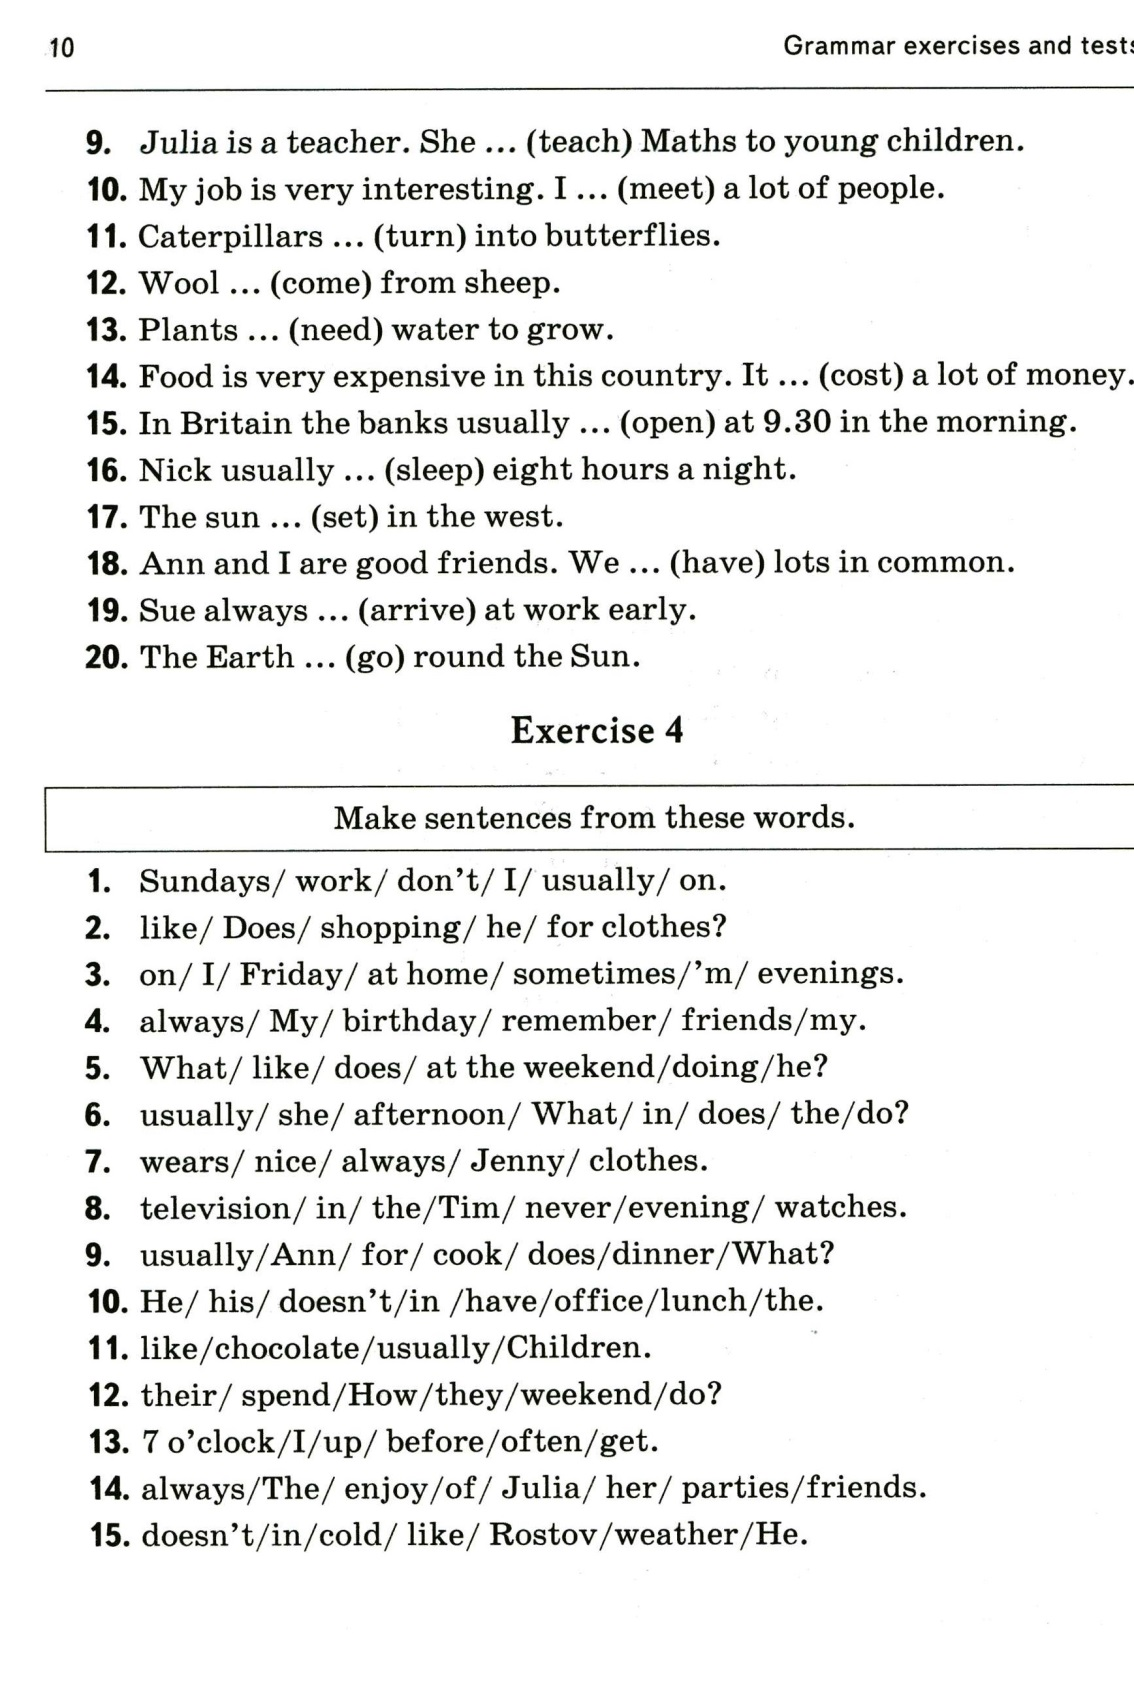 10
Grammar exercises and tests
9. Julia is a teacher. She ... (teach) Maths to young children.
10. My job is very interesting. I ... (meet) a lot of people.
11. Caterpillars ... (turn) into butterflies.
12. Wool ... (come) from sheep.
13. Plants ... (need) water to grow.
14. Food is very expensive in this country. It ... (cost) a lot of money.
15. In Britain the banks usually ... (open) at 9.30 in the morning.
16. Nick usually ... (sleep) eight hours a night.
17. The sun ... (set) in the west.
18. Ann and I are good friends. We ... (have) lots in common.
19. Sue always ... (arrive) at work early.
20. The Earth ... (go) round the Sun.
Exercise 4
Make sentences from these words.
1. Sundays/ work/ don't/ I/ usually/ on.
2. like/ Does/ shopping/ he/ for clothes?
3. on/ I/ Friday/ at home/ sometimes/'m/ evenings.
4. always/ My/ birthday/ remember/ friends/my.
5. What/ like/ does/ at the weekend/doing/he?
6. usually/ she/ afternoon/ What/ in/ does/ the/do?
7. wears/ nice/ always/ Jenny/ clothes.
8. television/ in/ the/Tim/ never/evening/ watches.
9. usually/Ann/ for/ cook/ does/dinner/What?
10. He/ his/ doesn't/in /have/office/lunch/the.
11. like/chocolate/usually/Children.
12. their/ spend/How/they/weekend/do?
13. 7 o'clock/I/up/ before/often/get.
14. always/The/ enjoy/of/ Julia/ her/ parties/friends.
15. doesn't/in/cold/ like/ Rostov/weather/He.